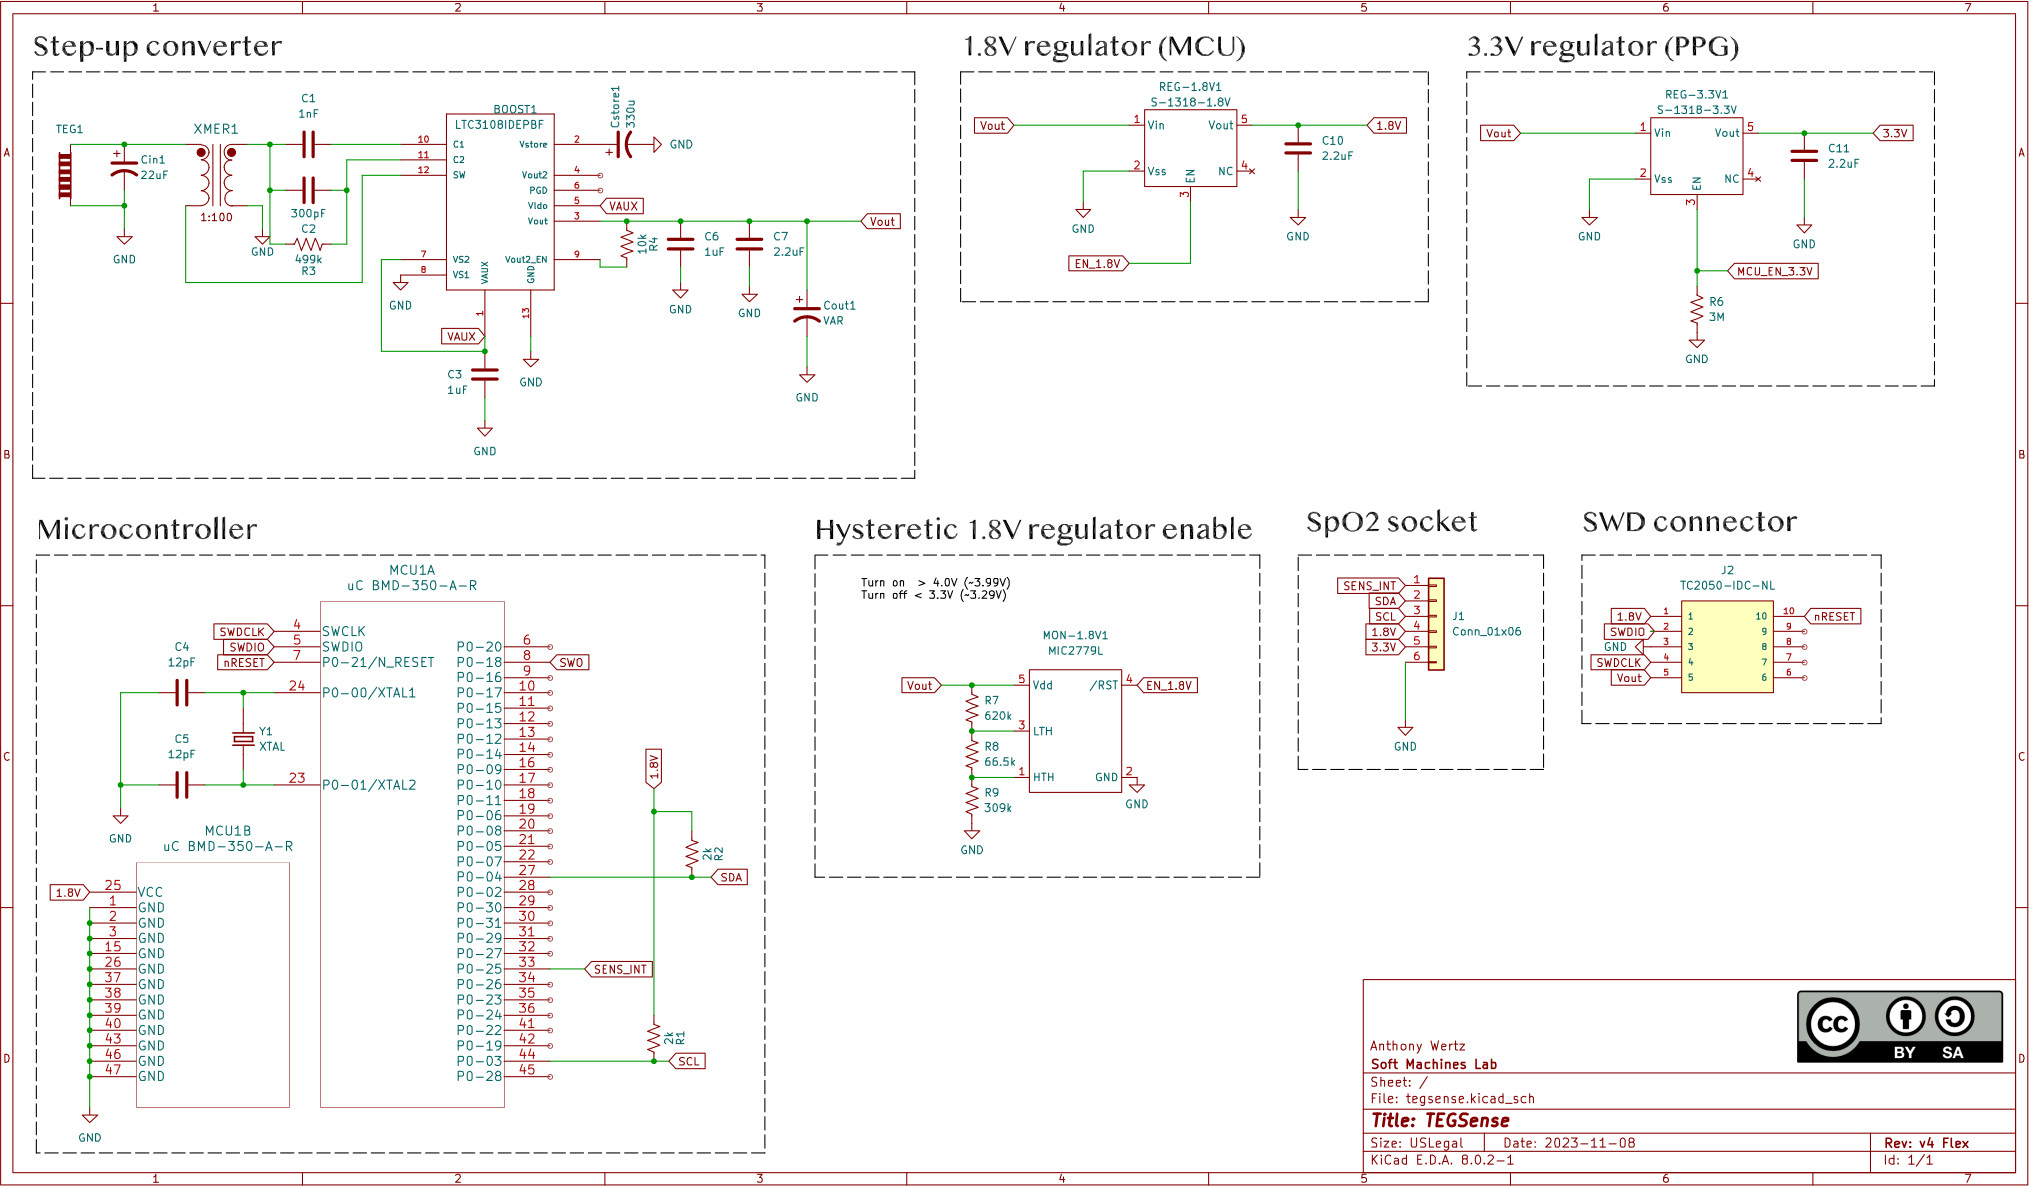 1 2 3 4 5 6 7
A
B
C
D
A
B
C
D
Step-up converter
TEG1
Cin1
22uF
GND
XMER1
1:100
GND
C1
1nF
300pF
C2
499k
R3
BOOST1
LTC3108IDEPBF
10 C1
11 C2
12 SW
7 VS2
8 VS1
GND
VAUX
1
GND
13
Vstore 2
Vout2 4
PGD 6
Vldo 5
Vout 3
Vout2_EN 9
Cstore1
330u
GND
VAUX
10k
R4
C6
1uF
GND
C7
2.2uF
GND
Vout
Cout1
VAR
GND
VAUX
C3
1uF
GND
GND
1.8V regulator (MCU)
REG-1.8V1
S-1318-1.8V
Vout
1 Vin
Vout 5
2 Vss
NC 4
EN
3
GND
EN_1.8V
1.8V
C10
2.2uF
GND
3.3V regulator (PPG)
REG-3.3V1
S-1318-3.3V
Vout
1 Vin
Vout 5
2 Vss
NC 4
EN
3
GND
3.3V
C11
2.2uF
GND
MCU_EN_3.3V
R6
3M
GND
Microcontroller
MCU1A
uC BMD-350-A-R
SWDCLK 4 SWCLK
SWDIO 5 SWDIO
nRESET 7 P0-21/N_RESET
24 P0-00/XTAL1
23 P0-01/XTAL2
C4
12pF
C5
12pF
Y1
XTAL
GND
P0-20 6
P0-18 8 SWO
P0-16 9
P0-17 10
P0-15 11
P0-13 12
P0-12 13
P0-14 14
P0-09 16
P0-10 17
P0-11 18
P0-06 19
P0-08 20
P0-05 21
P0-07 22
P0-04 27 SDA
P0-02 28
P0-30 29
P0-31 30
P0-29 31
P0-27 32
P0-25 33 SENS_INT
P0-26 34
P0-23 35
P0-24 36
P0-22 41
P0-19 42
P0-03 44 SCL
P0-28 45
1.8V
2k
R2
2k
R1
MCU1B
uC BMD-350-A-R
1.8V 25 VCC
1 GND
2 GND
3 GND
15 GND
26 GND
37 GND
38 GND
39 GND
40 GND
43 GND
46 GND
47 GND
GND
Hysteretic 1.8V regulator enable
Turn on > 4.0V (~3.99V)
Turn off < 3.3V (~3.29V)
MON-1.8V1
MIC2779L
Vout
5 Vdd
/RST 4
EN_1.8V
R7
620k
3 LTH
R8
66.5k
1 HTH
GND 2
GND
R9
309k
GND
SpO2 socket
SENS_INT 1
SDA 2
SCL 3
1.8V 4
3.3V 5
6
J1
Conn_01x06
GND
SWD connector
J2
TC2050-IDC-NL
1.8V 1 1 10 10 nRESET
SWDIO 2 2 9 9
GND 3 3 8 8
SWDCLK 4 4 7 7
Vout 5 5 6 6
cc
BY SA
Anthony Wertz
Soft Machines Lab
Sheet: /
File: tegsense.kicad_sch
Title: TEGSense
Size: USLegal Date: 2023-11-08 Rev: v4 Flex
KiCad E.D.A. 8.0.2-1 Id: 1/1
1 2 3 4 5 6 7